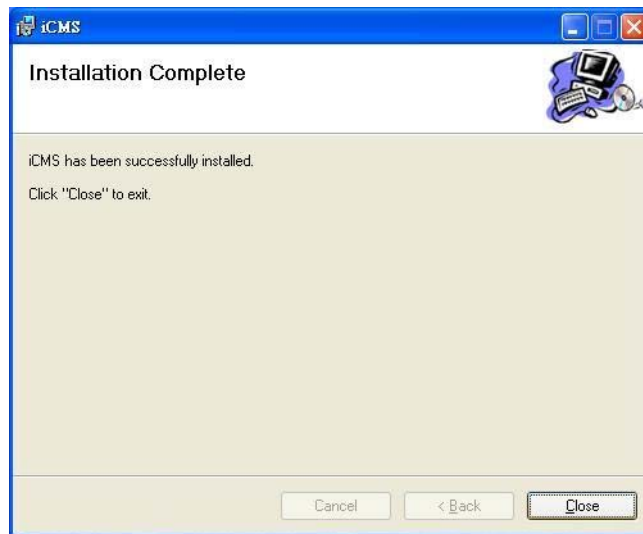 iCMS
Installation Complete
iCMS has been successfully installed.
Click "Close" to exit.
Cancel
< Back
Close